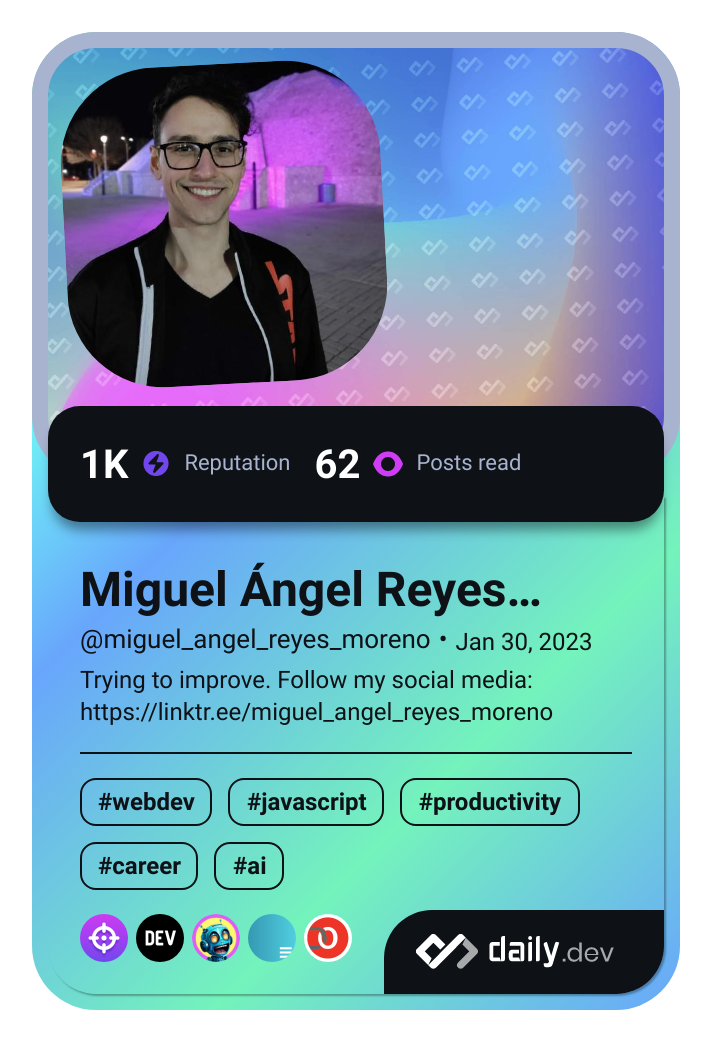 1K Reputation 62 Posts read
Miguel Ángel Reyes...
@miguel_angel_reyes_moreno • Jan 30, 2023
Trying to improve. Follow my social media:
https://linktr.ee/miguel_angel_reyes_moreno
#webdev #javascript #productivity
#career #ai
DEV
daily.dev